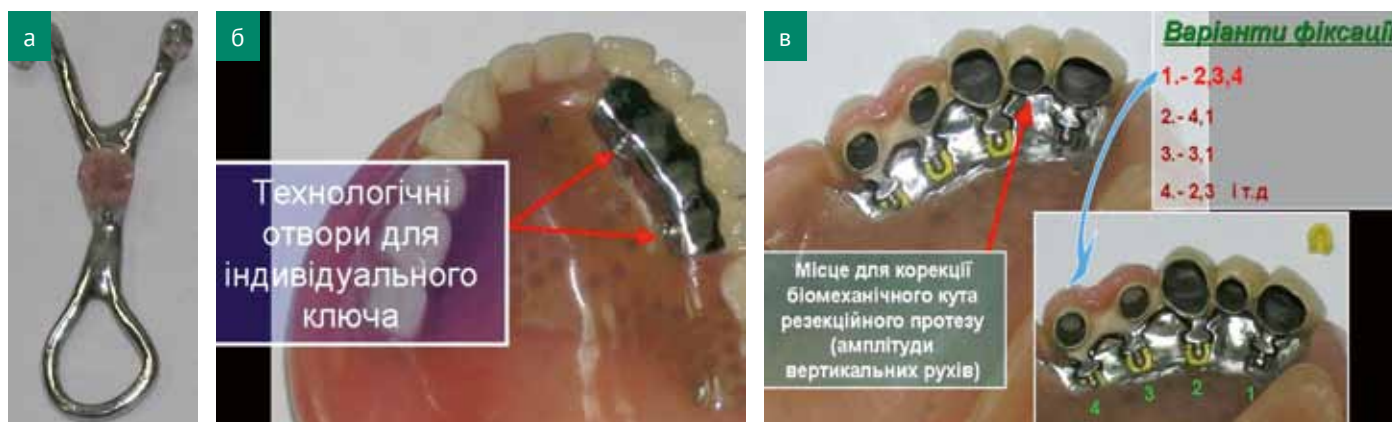 а
б
в
Технологічні
отвори для
індивідуального
ключа
Варіанти фіксації
1.- 2,3,4
2.- 4,1
3.- 3,1
4.- 2,3 і т.д
Місце для корекції
біомеханічного кута
резекційного протезу
(амплітуди
вертикальних рухів)
4 3 2 1